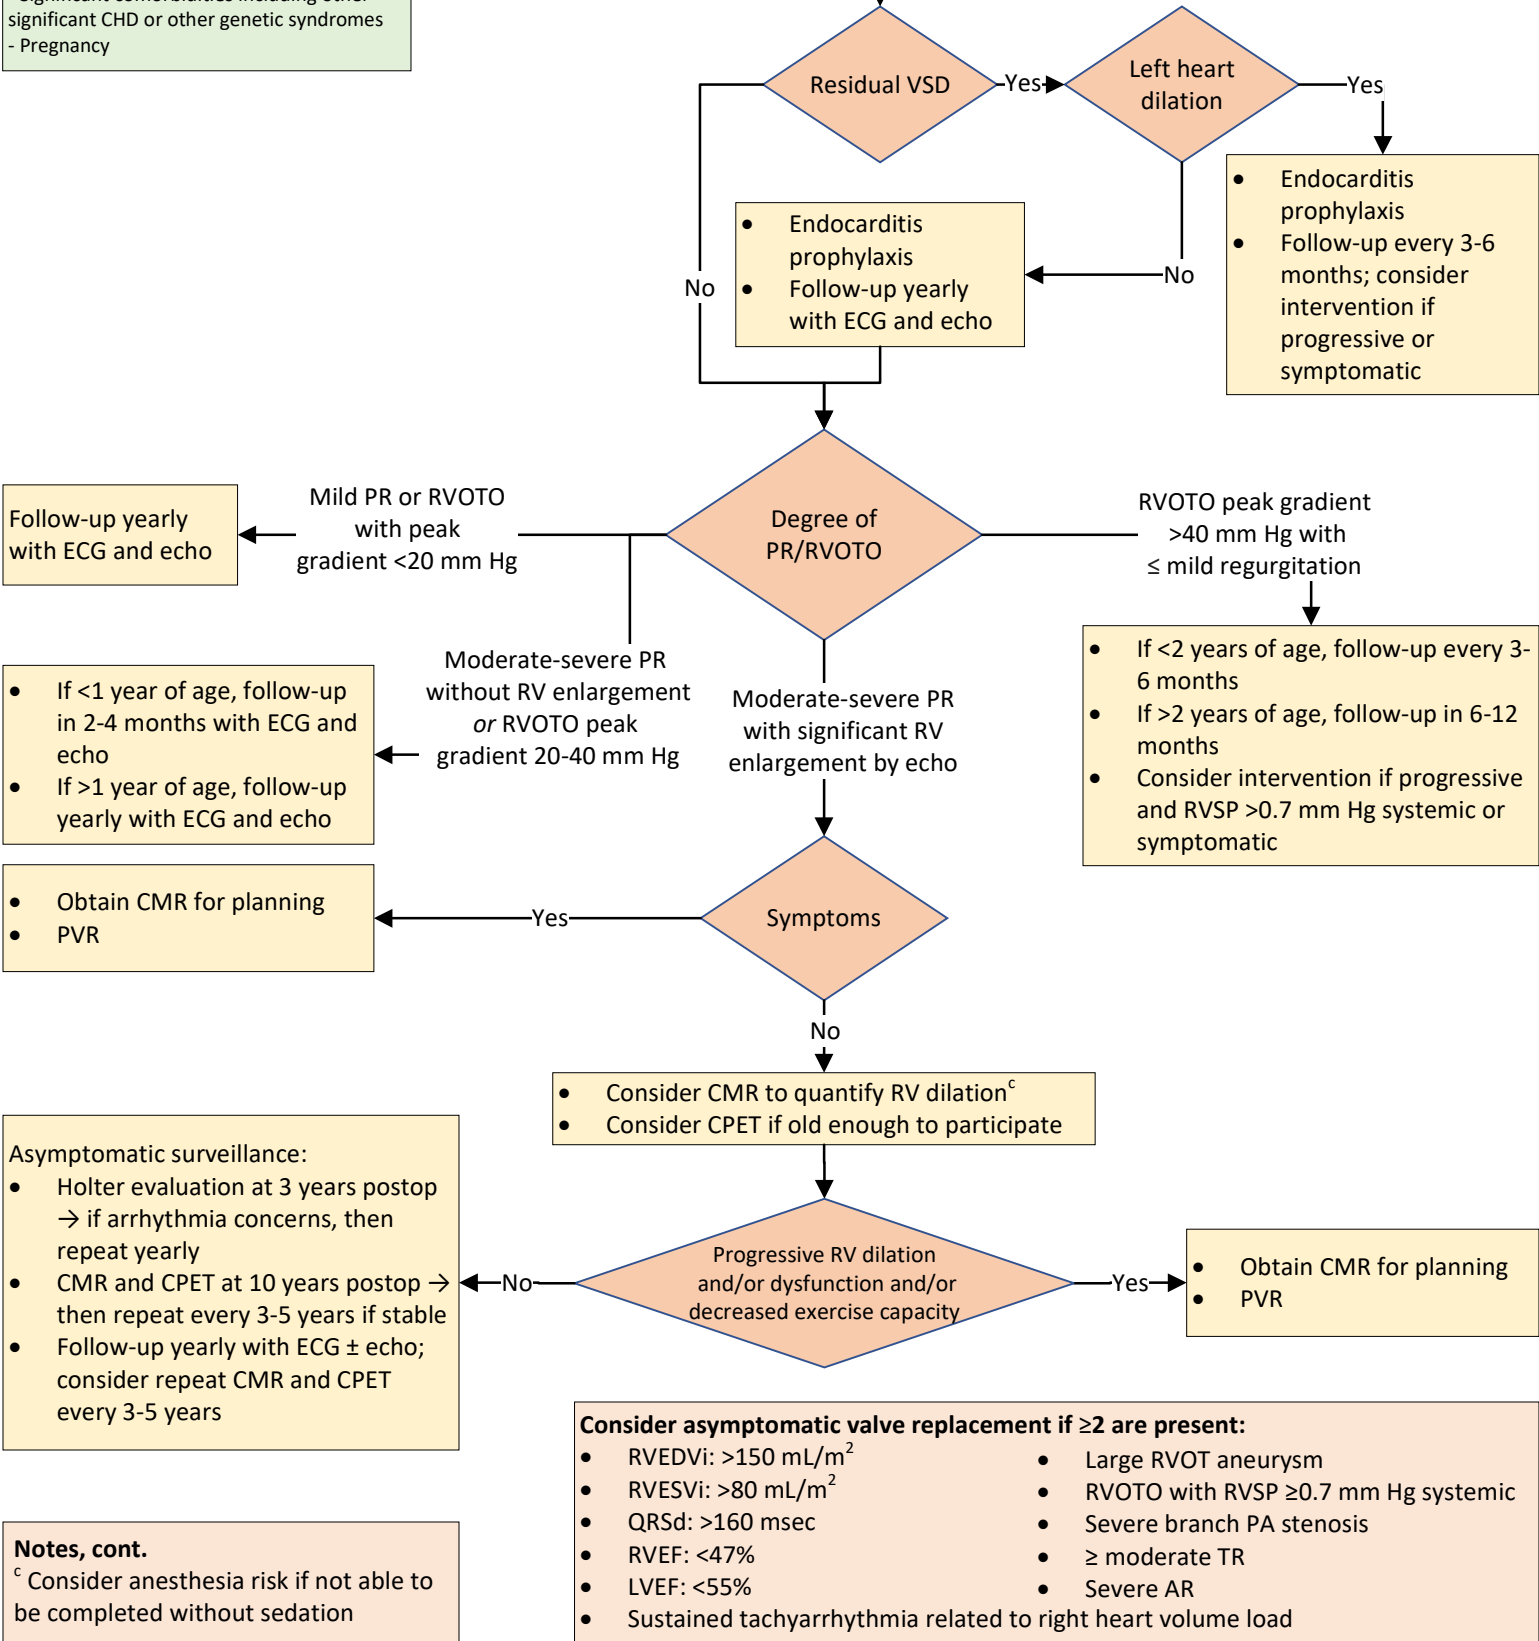 significant CHD or other genetic syndromes
- Pregnancy
Residual VSD
Yes
Left heart
dilation
Yes
• Endocarditis
prophylaxis
• Follow-up every 3-6
months; consider
intervention if
progressive or
symptomatic
No
• Endocarditis
prophylaxis
• Follow-up yearly
with ECG and echo
No
Degree of
PR/RVOTO
Mild PR or RVOTO
with peak
gradient <20 mm Hg
Follow-up yearly
with ECG and echo
RVOTO peak gradient
>40 mm Hg with
≤ mild regurgitation
• If <2 years of age, follow-up every 3-
6 months
• If >2 years of age, follow-up in 6-12
months
• Consider intervention if progressive
and RVSP >0.7 mm Hg systemic or
symptomatic
Moderate-severe PR
without RV enlargement
or RVOTO peak
gradient 20-40 mm Hg
• If <1 year of age, follow-up
in 2-4 months with ECG and
echo
• If >1 year of age, follow-up
yearly with ECG and echo
Moderate-severe PR
with significant RV
enlargement by echo
Symptoms
Yes
• Obtain CMR for planning
• PVR
No
• Consider CMR to quantify RV dilation^c
• Consider CPET if old enough to participate
Progressive RV dilation
and/or dysfunction and/or
decreased exercise capacity
No
Asymptomatic surveillance:
• Holter evaluation at 3 years postop
→ if arrhythmia concerns, then
repeat yearly
• CMR and CPET at 10 years postop →
then repeat every 3-5 years if stable
• Follow-up yearly with ECG ± echo;
consider repeat CMR and CPET
every 3-5 years
Yes
• Obtain CMR for planning
• PVR
Consider asymptomatic valve replacement if ≥2 are present:
• RVEDVi: >150 mL/m²
• RVESVi: >80 mL/m²
• QRSd: >160 msec
• RVEF: <47%
• LVEF: <55%
• Sustained tachyarrhythmia related to right heart volume load
• Large RVOT aneurysm
• RVOTO with RVSP ≥0.7 mm Hg systemic
• Severe branch PA stenosis
• ≥ moderate TR
• Severe AR
Notes, cont.
^c Consider anesthesia risk if not able to
be completed without sedation